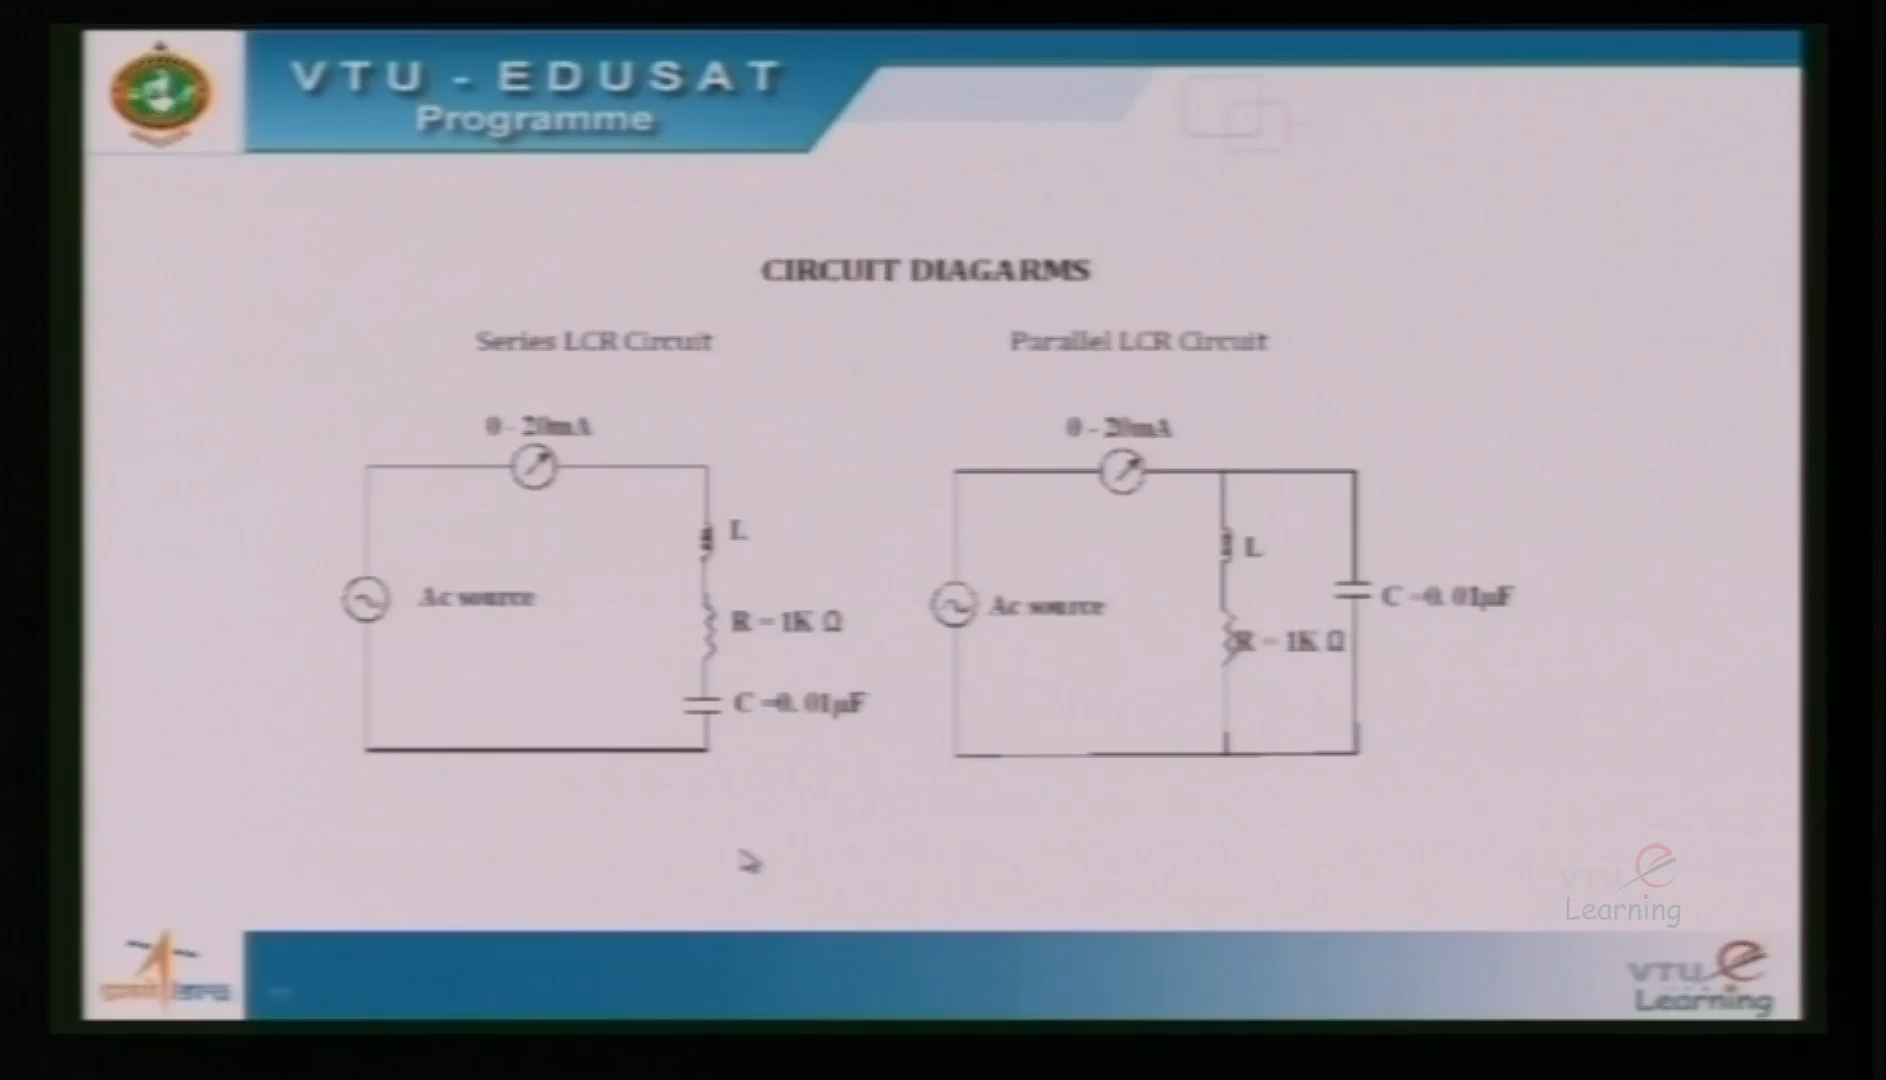 VTU - EDUSAT
Programme
CIRCUIT DIAGARMS
Series LCR Circuit
Parallel LCR Circuit
0 - 20mA
0 - 20mA
L
L
Ac source
R - 1K Ω
Ac source
C -0. 01µF
R - 1K Ω
C -0. 01µF
VTU e
Learning
VTU e
Learning